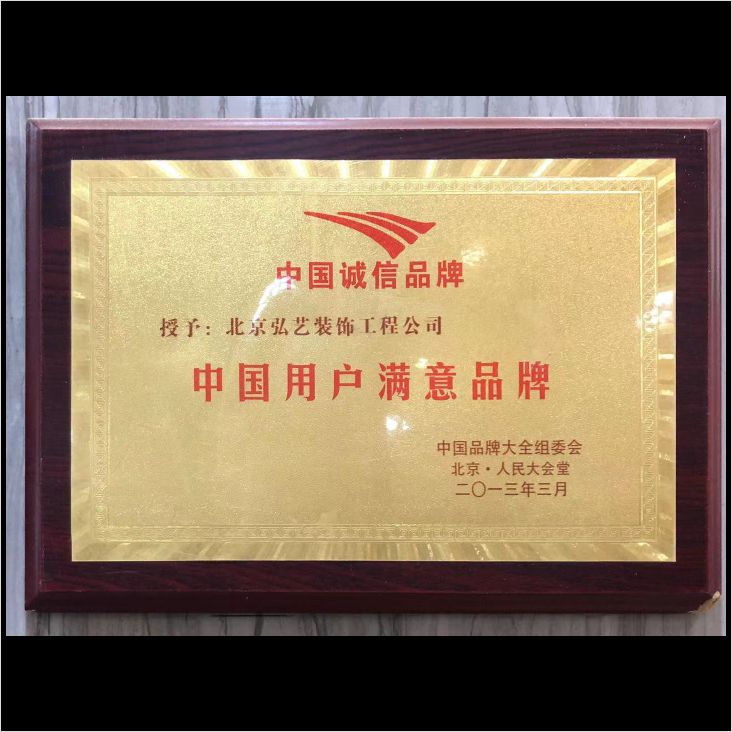 中国诚信品牌
授予：北京弘艺装饰工程公司
中国用户满意品牌
中国品牌大全组委会
北京·人民大会堂
二〇一三年三月